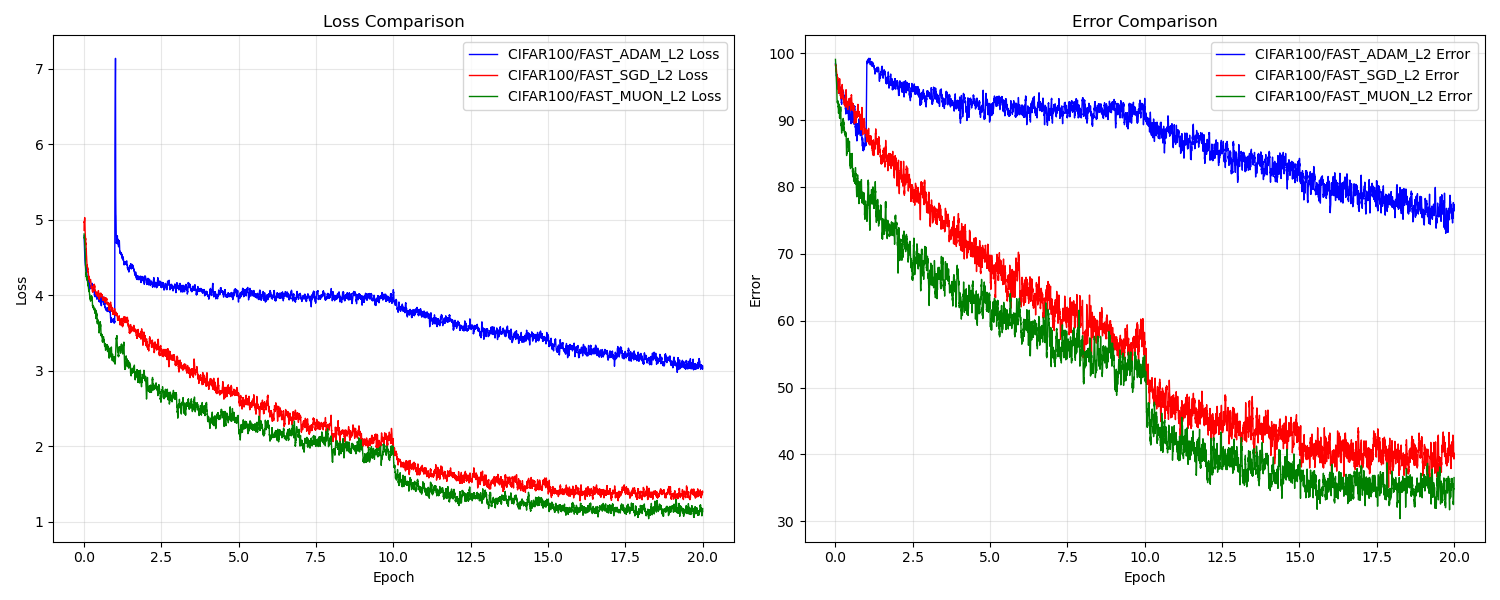 Loss Comparison
CIFAR100/FAST_ADAM_L2 Loss
CIFAR100/FAST_SGD_L2 Loss
CIFAR100/FAST_MUON_L2 Loss
Loss
7
6
5
4
3
2
1
0.0 2.5 5.0 7.5 10.0 12.5 15.0 17.5 20.0
Epoch
Error Comparison
CIFAR100/FAST_ADAM_L2 Error
CIFAR100/FAST_SGD_L2 Error
CIFAR100/FAST_MUON_L2 Error
Error
100
90
80
70
60
50
40
30
0.0 2.5 5.0 7.5 10.0 12.5 15.0 17.5 20.0
Epoch